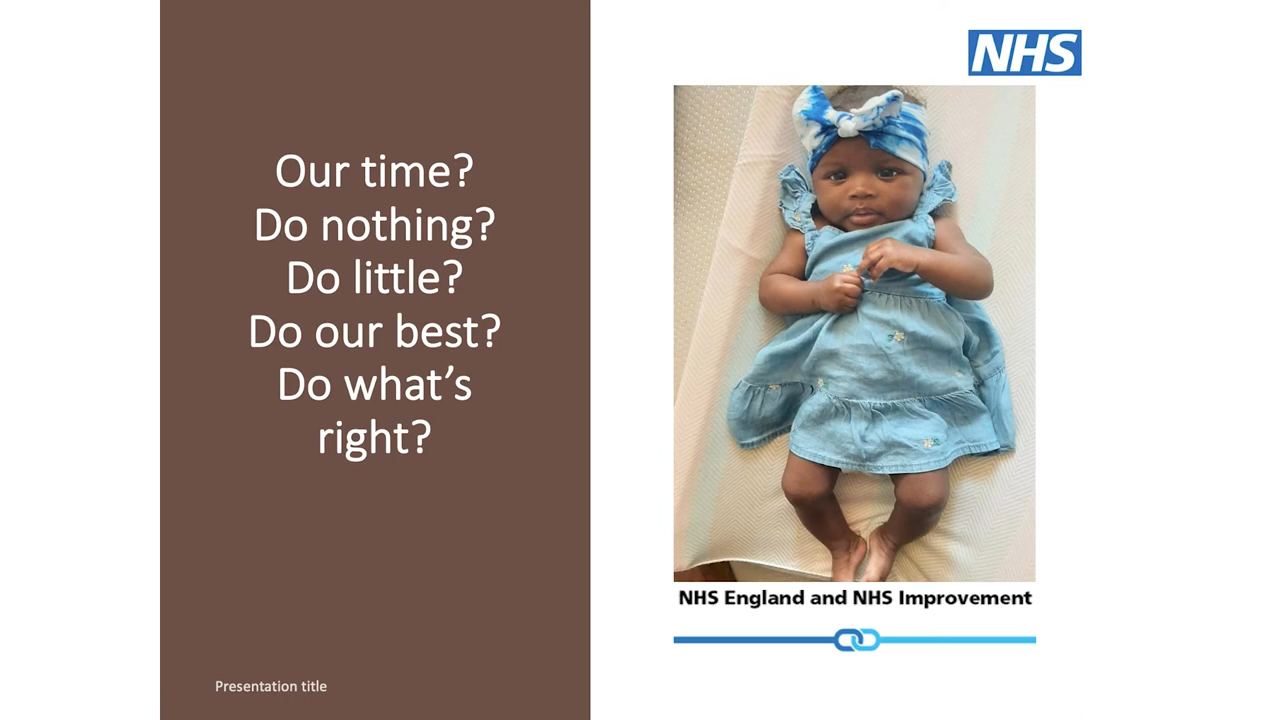 Our time?
Do nothing?
Do little?
Do our best?
Do what’s
right?
Presentation title
NHS
NHS England and NHS Improvement